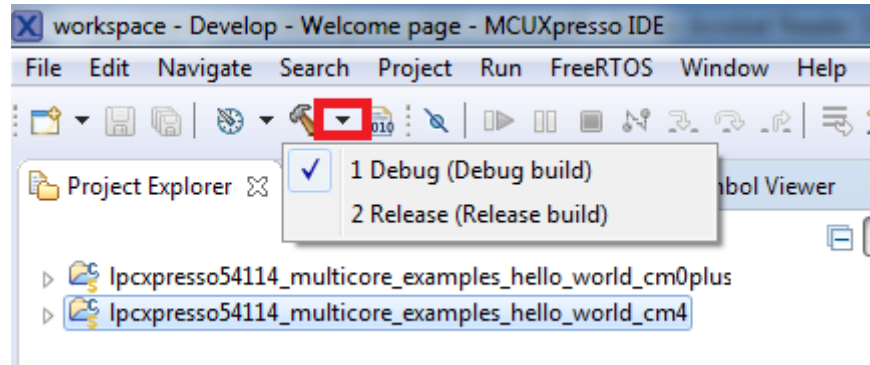 workspace - Develop - Welcome page - MCUXpresso IDE
File Edit Navigate Search Project Run FreeRTOS Window Help
010
1 Debug (Debug build)
2 Release (Release build)
Project Explorer
Viewer
lpcxpresso54114_multicore_examples_hello_world_cm0plus
lpcxpresso54114_multicore_examples_hello_world_cm4